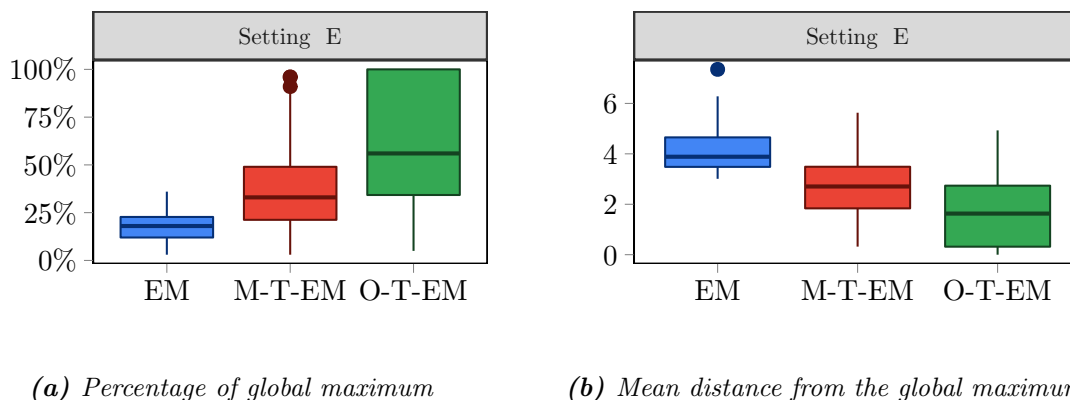 Setting E
100%
75%
50%
25%
0%
EM M-T-EM O-T-EM
(a) Percentage of global maximum
Setting E
6
4
2
0
EM M-T-EM O-T-EM
(b) Mean distance from the global maximum